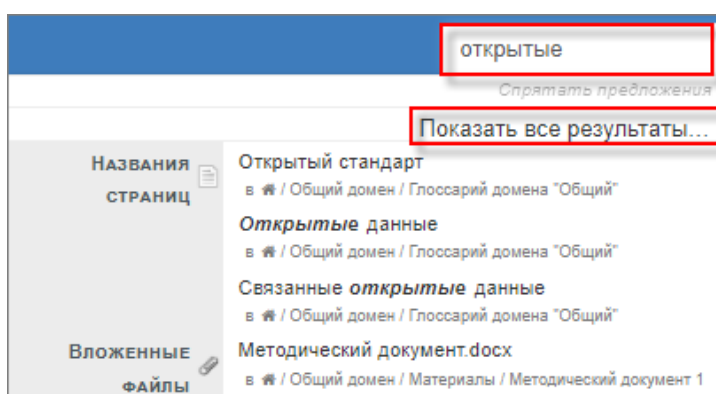 открытые
Спрятать предложения
Показать все результаты...
Названия страниц
Открытый стандарт
в / Общий домен / Глоссарий домена "Общий"
Открытые данные
в / Общий домен / Глоссарий домена "Общий"
Связанные открытые данные
в / Общий домен / Глоссарий домена "Общий"
Вложенные файлы
Методический документ.docx
в / Общий домен / Материалы / Методический документ 1